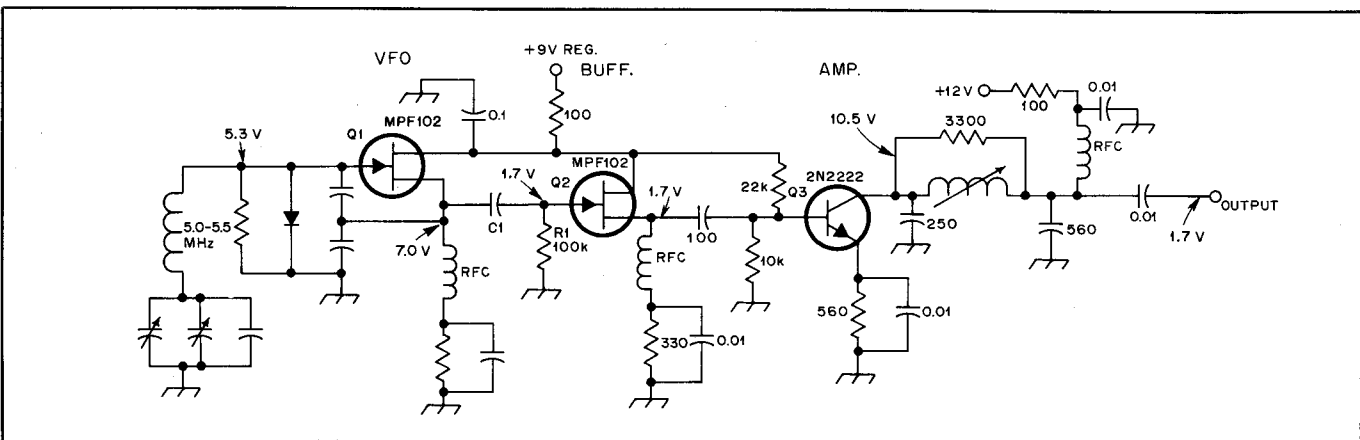 VFO
+9V REG.
BUFF.
AMP.
+12V
100
0.01
0.1
100
10.5 V
3300
RFC
5.3 V
Q1
MPF102
MPF102
Q2
1.7 V
1.7 V
22k
Q3
2N2222
5.0-5.5
MHz
7.0 V
C1
R1
100k
100
10k
250
560
0.01
OUTPUT
1.7 V
RFC
RFC
330
0.01
560
0.01